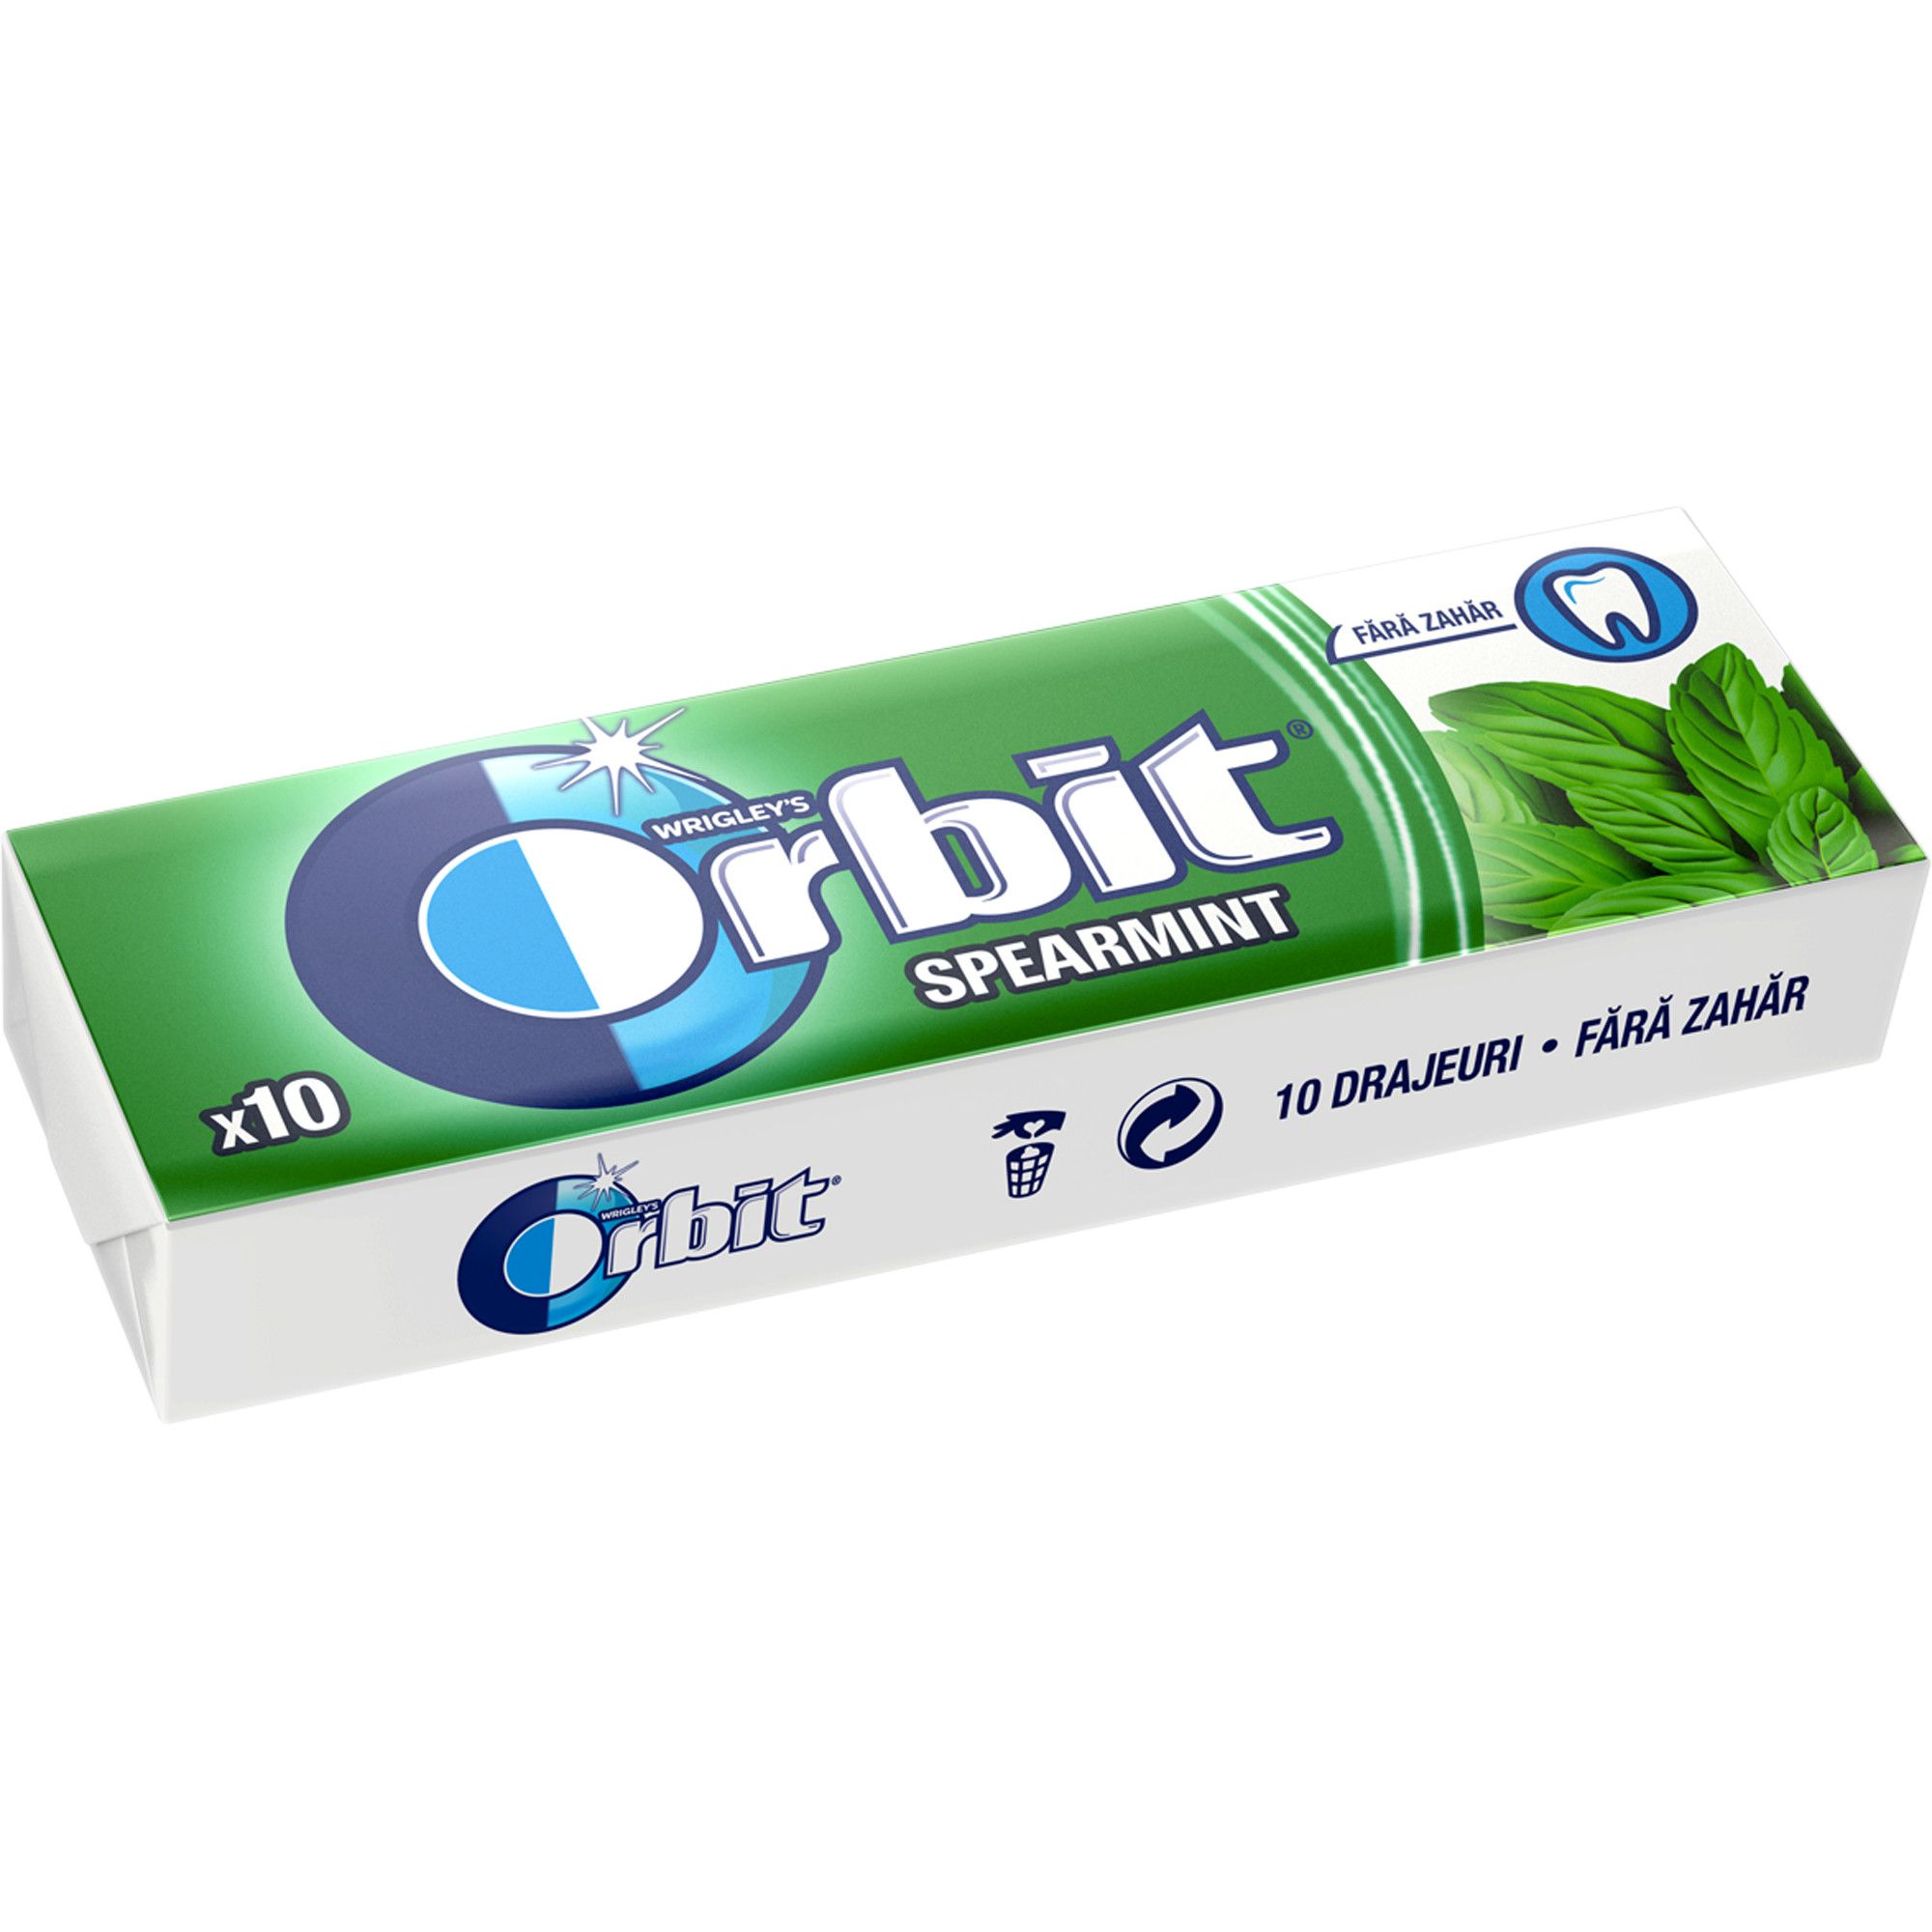 FĂRĂ ZAHĂR
WRIGLEY'S
Orbit®
SPEARMINT
x10
WRIGLEY'S
Orbit®
10 DRAJEURI • FĂRĂ ZAHĂR